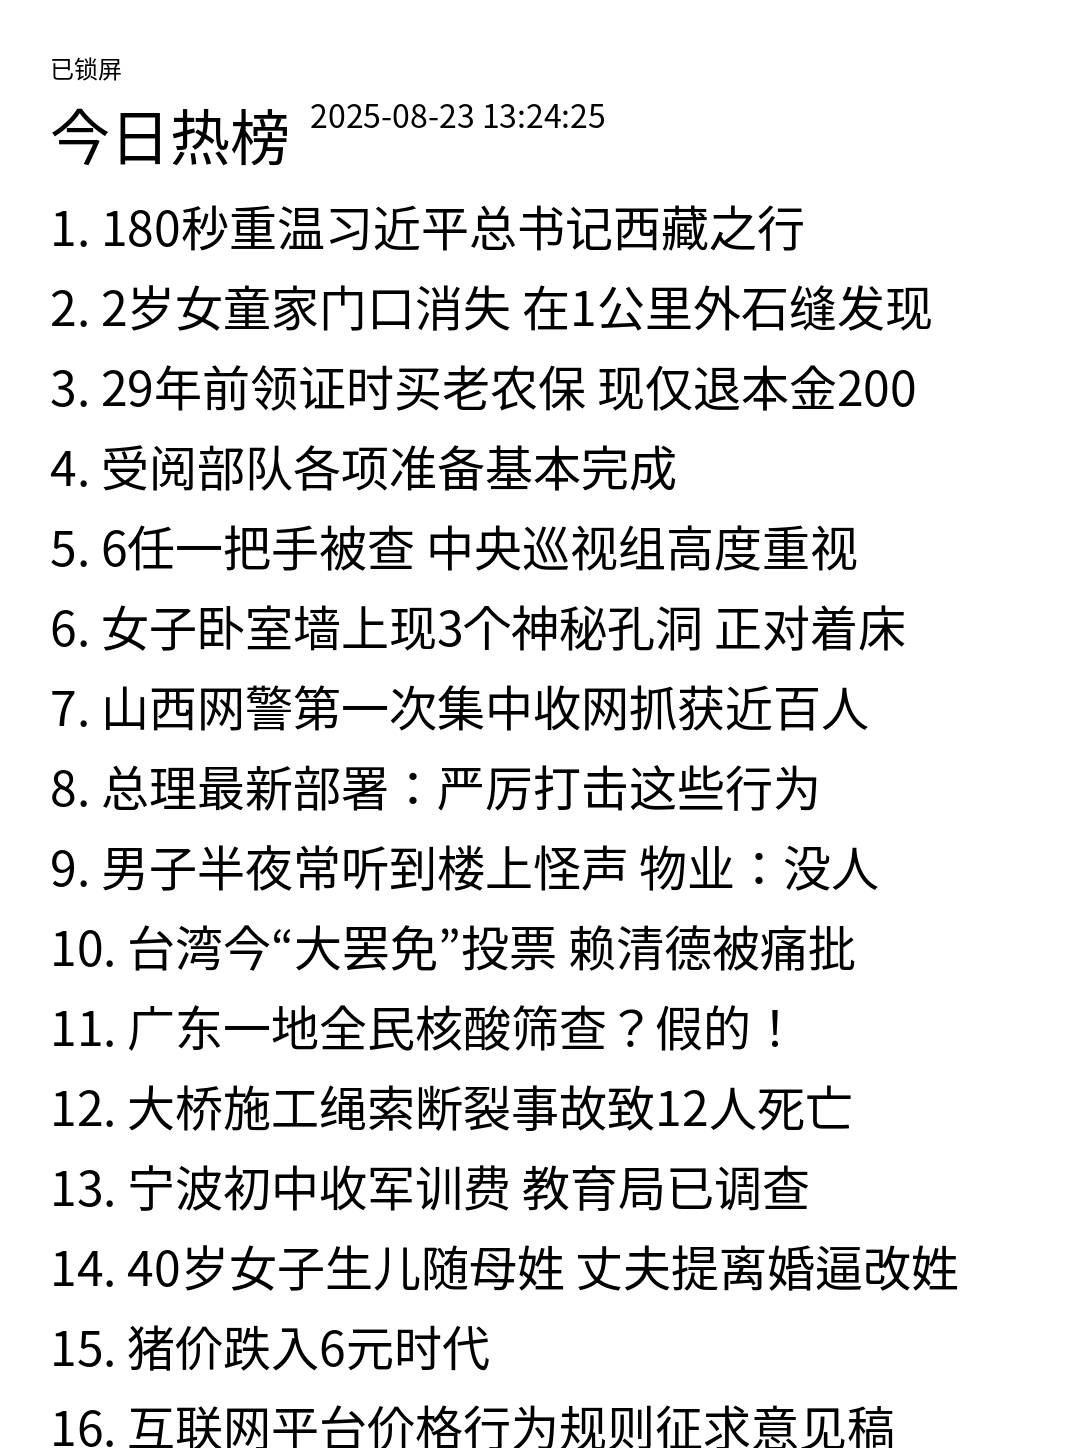 已锁屏
今日热榜 2025-08-23 13:24:25
1. 180秒重温习近平总书记西藏之行
2. 2岁女童家门口消失 在1公里外石缝发现
3. 29年前领证时买老农保 现仅退本金200
4. 受阅部队各项准备基本完成
5. 6任一把手被查 中央巡视组高度重视
6. 女子卧室墙上现3个神秘孔洞 正对着床
7. 山西网警第一次集中收网抓获近百人
8. 总理最新部署：严厉打击这些行为
9. 男子半夜常听到楼上怪声 物业：没人
10. 台湾今“大罢免”投票 赖清德被痛批
11. 广东一地全民核酸筛查？假的！
12. 大桥施工绳索断裂事故致12人死亡
13. 宁波初中收军训费 教育局已调查
14. 40岁女子生儿随母姓 丈夫提离婚逼改姓
15. 猪价跌入6元时代
16. 互联网平台价格行为规则征求意见稿